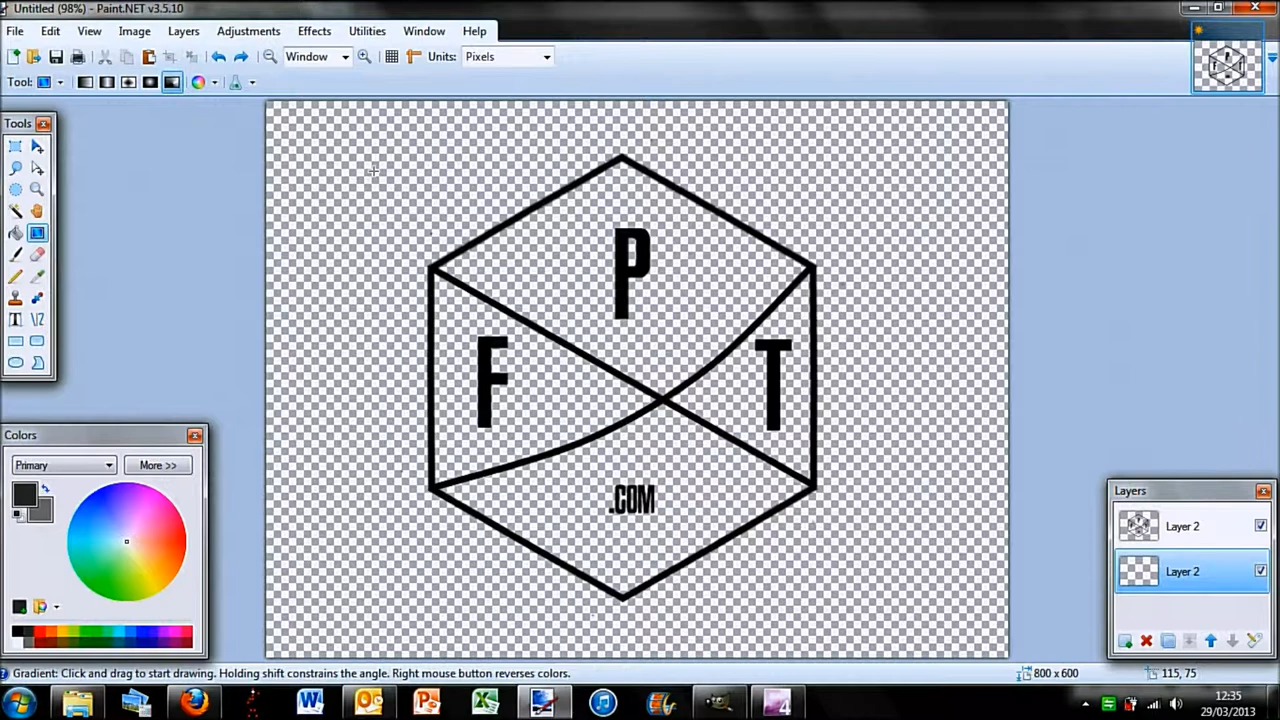 Untitled (98%) - Paint.NET v3.5.10
File Edit View Image Layers Adjustments Effects Utilities Window Help
Window Units: Pixels
Tool:
Tools
P
F T
.COM
Colors
Primary More >>
Layers
Layer 2
Layer 2
Gradient: Click and drag to start drawing. Holding shift constrains the angle. Right mouse button reverses colors. 800 x 600 115, 75
12:35
29/03/2013